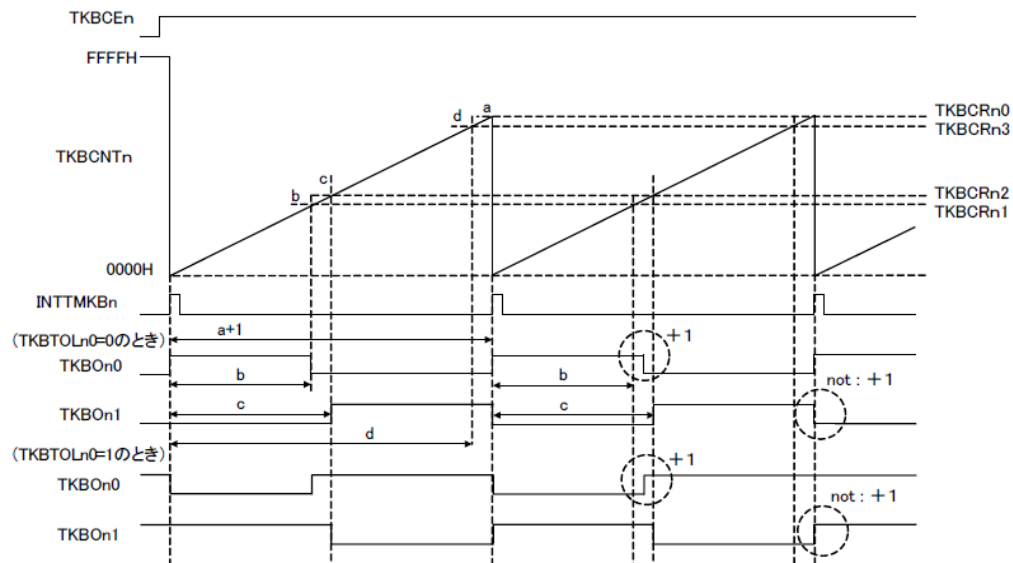 TKBCEn
FFFFH
TKBCNTn
a
d
c
b
TKBCRn0
TKBCRn3
TKBCRn2
TKBCRn1
0000H
INTTMKBn
(TKBTOLn0=0のとき)
a+1
+1
TKBOn0
b
b
not : +1
TKBOn1
c
c
d
(TKBTOLn0=1のとき)
+1
TKBOn0
not : +1
TKBOn1